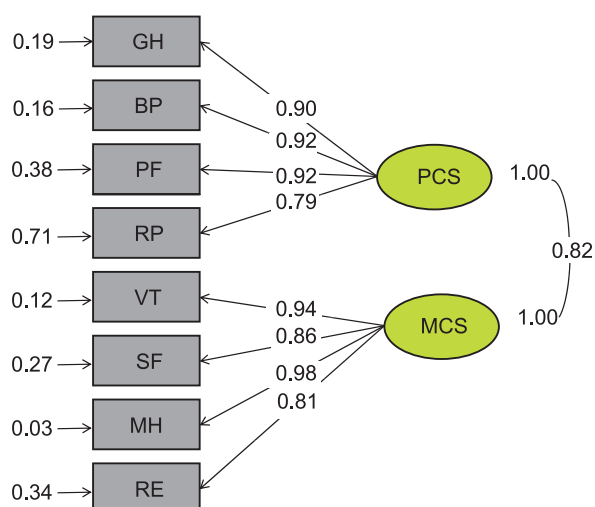 0.19 GH
0.90
0.16 BP
0.92
0.38 PF 0.92 PCS 1.00
0.79
0.71 RP
0.82
0.12 VT
0.94
MCS 1.00
0.86
0.27 SF
0.98
0.81
0.03 MH
0.34 RE